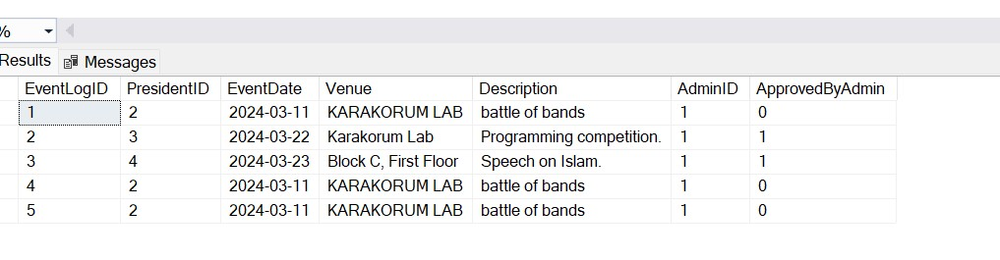 %
Results Messages
EventLogID PresidentID EventDate Venue Description AdminID ApprovedByAdmin
1 2 2024-03-11 KARAKORUM LAB battle of bands 1 0
2 3 2024-03-22 Karakorum Lab Programming competition. 1 1
3 4 2024-03-23 Block C, First Floor Speech on Islam. 1 1
4 2 2024-03-11 KARAKORUM LAB battle of bands 1 0
5 2 2024-03-11 KARAKORUM LAB battle of bands 1 0